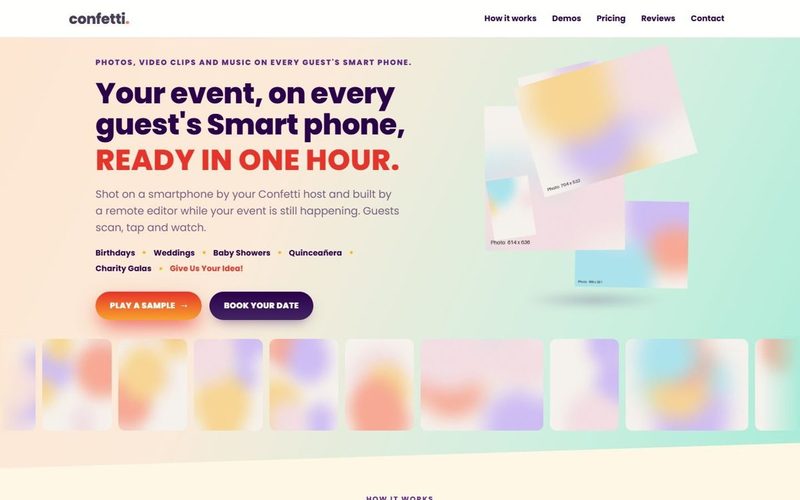 confetti.
How it works
Demos
Pricing
Reviews
Contact
PHOTOS, VIDEO CLIPS AND MUSIC ON EVERY GUEST'S SMART PHONE.
Your event, on every
guest's Smart phone,
READY IN ONE HOUR.
Shot on a smartphone by your Confetti host and built by
a remote editor while your event is still happening. Guests
scan, tap and watch.
Birthdays • Weddings • Baby Showers • Quinceañera •
Charity Galas • Give Us Your Idea!
PLAY A SAMPLE →
BOOK YOUR DATE
Photo
Photo 614 x 636
HOW IT WORKS